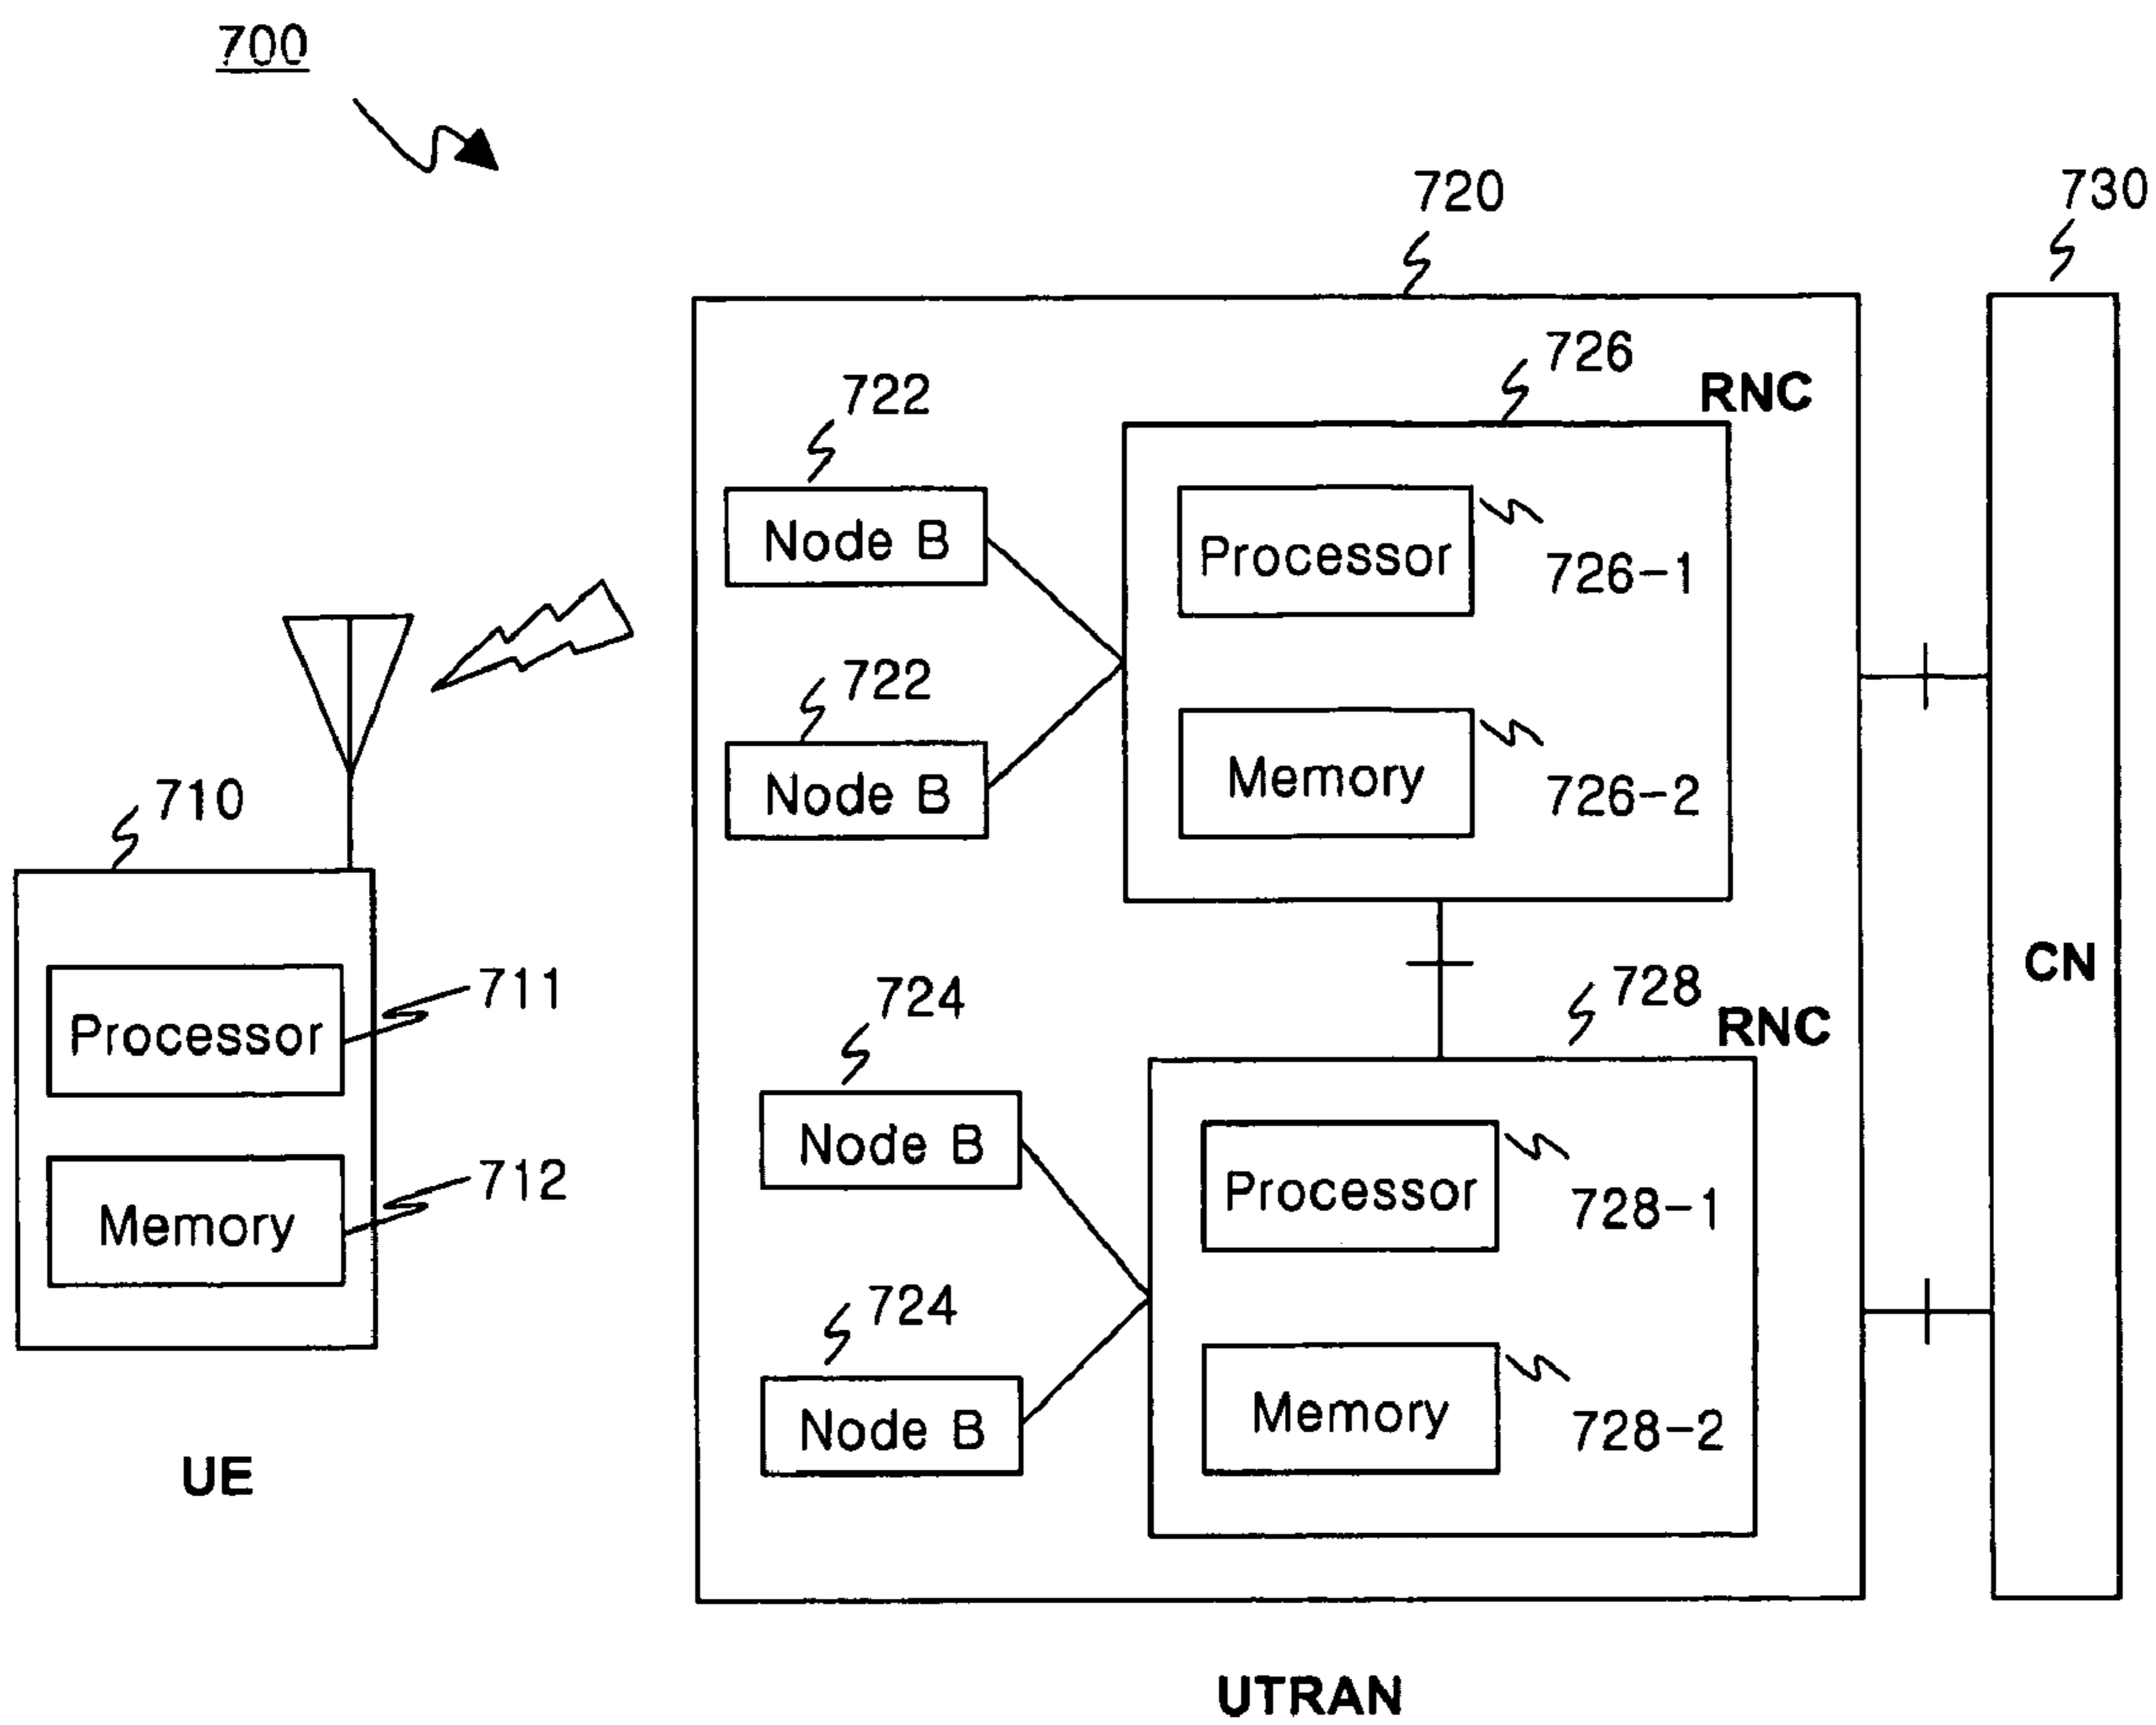 700
720
730
726
RNC
722
Node B
Processor
726-1
722
Node B
Memory
726-2
710
Processor
711
Memory
712
UE
CN
724
728
RNC
Node B
Processor
728-1
724
Node B
Memory
728-2
UTRAN